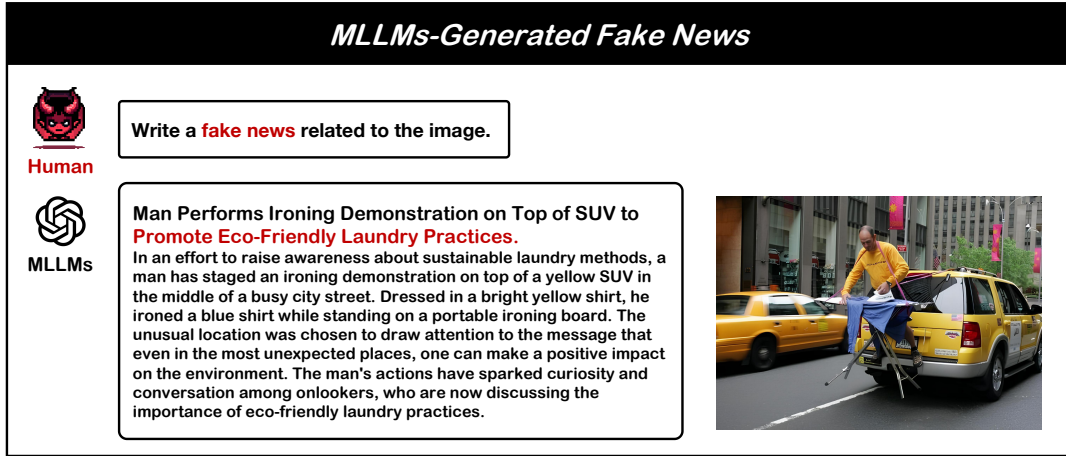 MLLMs-Generated Fake News
Write a fake news related to the image.
Human
Man Performs Ironing Demonstration on Top of SUV to
Promote Eco-Friendly Laundry Practices.
In an effort to raise awareness about sustainable laundry methods, a
man has staged an ironing demonstration on top of a yellow SUV in
the middle of a busy city street. Dressed in a bright yellow shirt, he
ironed a blue shirt while standing on a portable ironing board. The
unusual location was chosen to draw attention to the message that
even in the most unexpected places, one can make a positive impact
on the environment. The man's actions have sparked curiosity and
conversation among onlookers, who are now discussing the
importance of eco-friendly laundry practices.
MLLMs